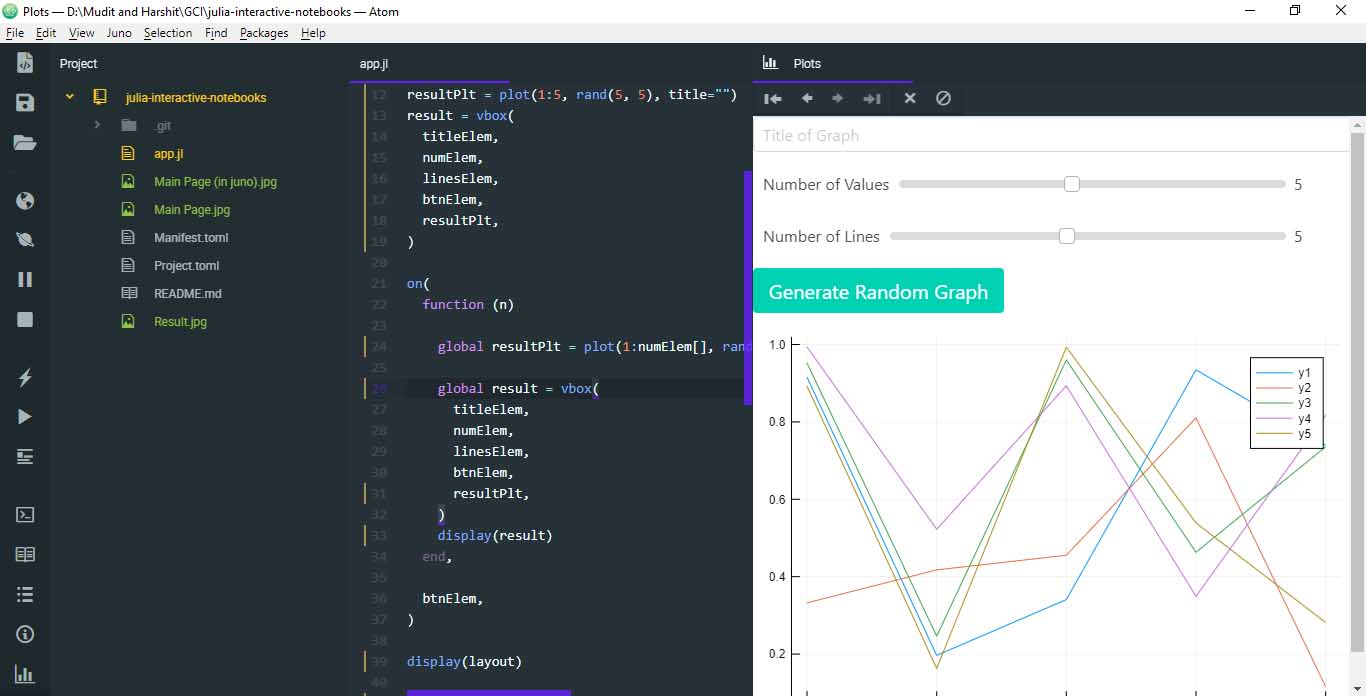 Plots — D:\Mudit and Harshit\GCI\julia-interactive-notebooks — Atom
File Edit View Juno Selection Find Packages Help
Project
julia-interactive-notebooks
.git
app.jl
Main Page (in juno).jpg
Main Page.jpg
Manifest.toml
Project.toml
README.md
Result.jpg
app.jl
12 resultPlt = plot(1:5, rand(5, 5), title="")
13 result = vbox(
14 titleElem,
15 numElem,
16 linesElem,
17 btnElem,
18 resultPlt,
19 )
20
21 on(
22 function (n)
23
24 global resultPlt = plot(1:numElem[], rand
25
26 global result = vbox(
27 titleElem,
28 numElem,
29 linesElem,
30 btnElem,
31 resultPlt,
32 )
33 display(result)
34 end,
35
36 btnElem,
37 )
38
39 display(layout)
40
Plots
Title of Graph
Number of Values 5
Number of Lines 5
Generate Random Graph
1.0
0.8
0.6
0.4
0.2
y1
y2
y3
y4
y5